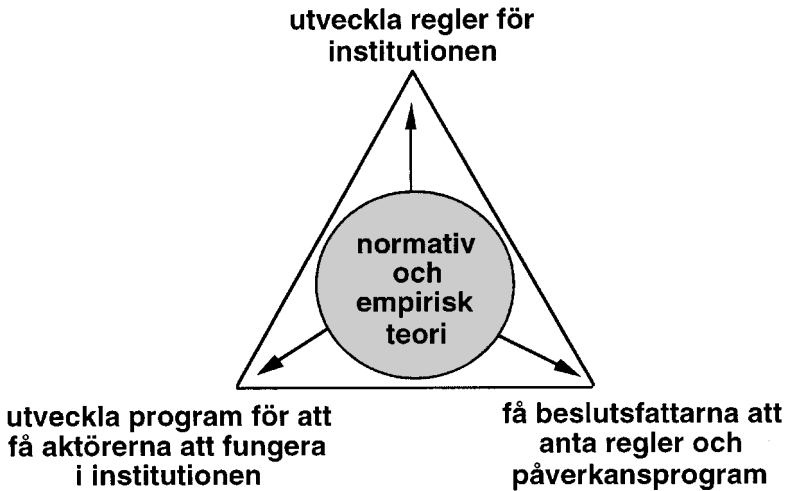 utveckla regler för
institutionen
normativ
och
empirisk
teori
utveckla program för att
få aktörerna att fungera
i institutionen
få beslutsfattarna att
anta regler och
påverkansprogram